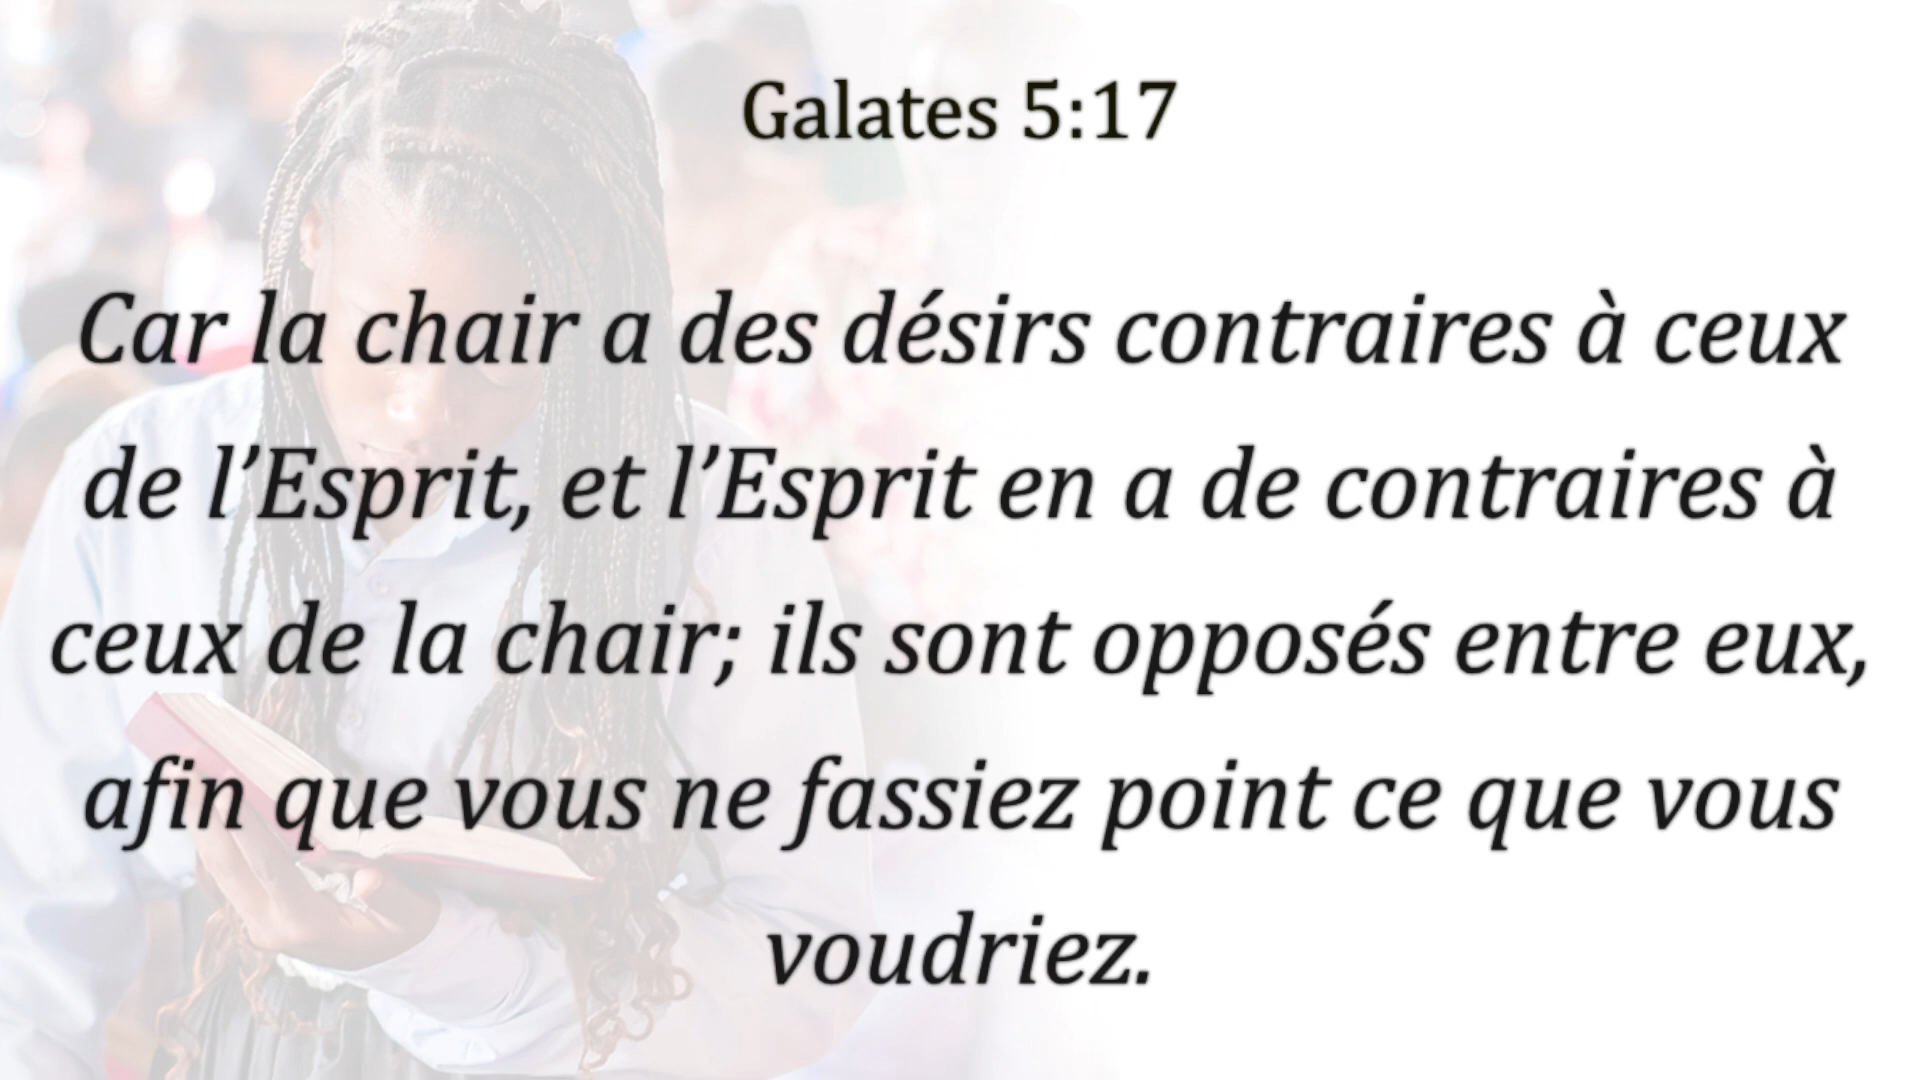 Galates 5:17
Car la chair a des désirs contraires à ceux
de l’Esprit, et l’Esprit en a de contraires à
ceux de la chair; ils sont opposés entre eux,
afin que vous ne fassiez point ce que vous
voudriez.